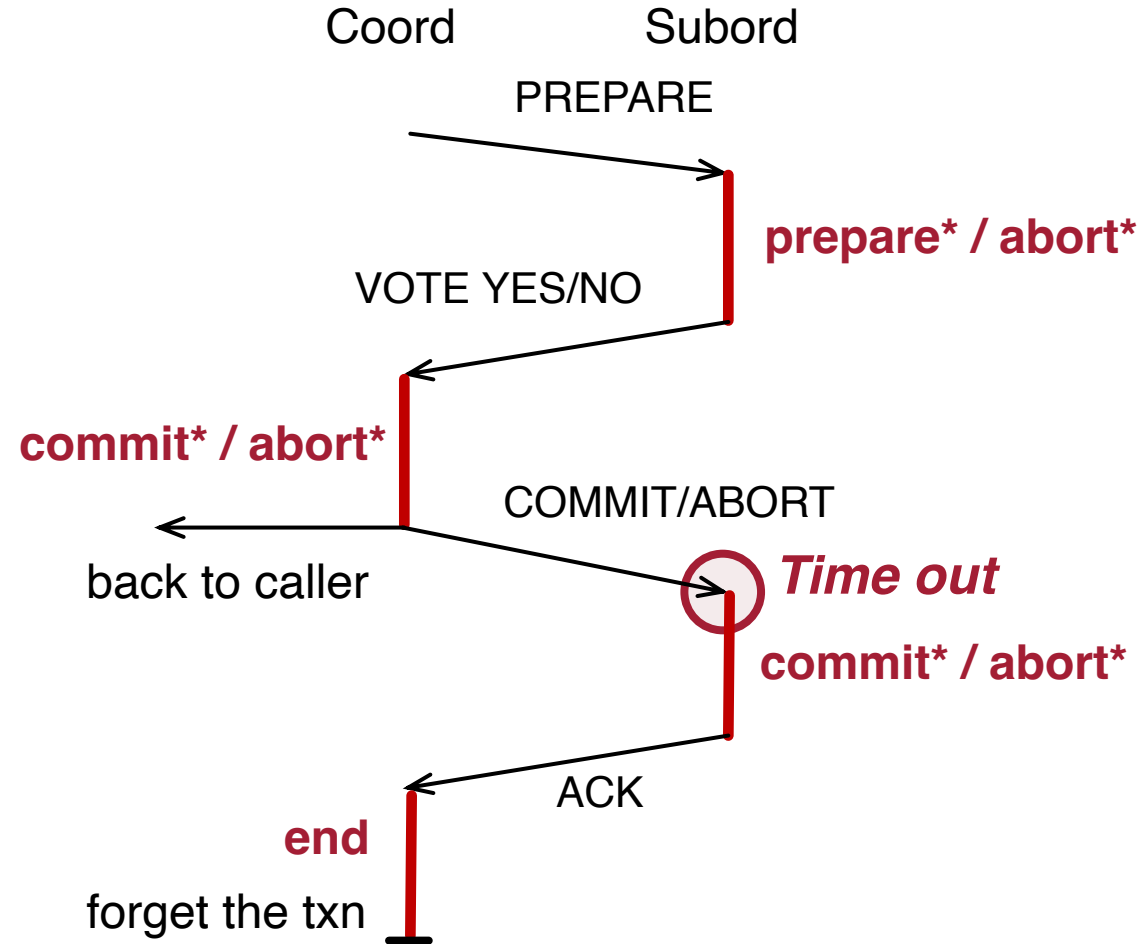 Coord
Subord
PREPARE
prepare* / abort*
VOTE YES/NO
commit* / abort*
COMMIT/ABORT
back to caller
Time out
commit* / abort*
ACK
end
forget the txn